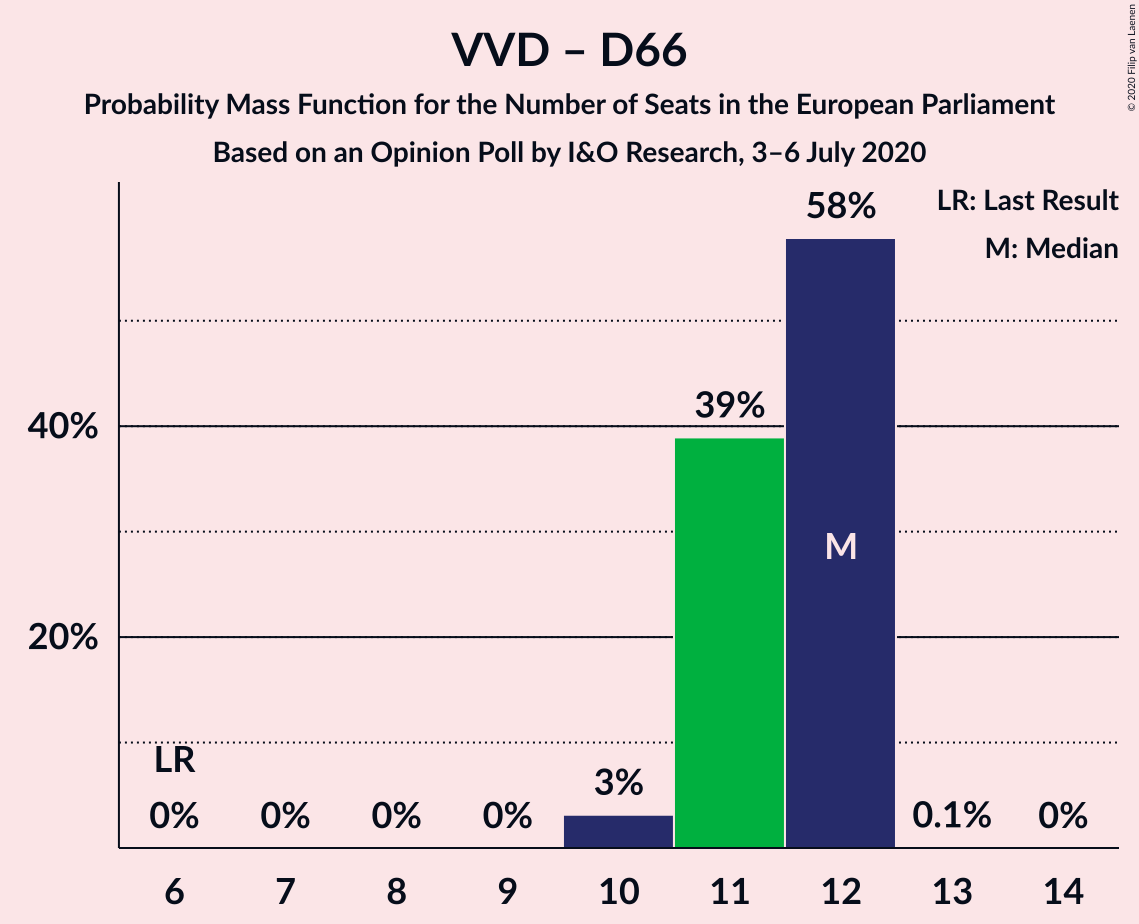 VVD – D66
Probability Mass Function for the Number of Seats in the European Parliament
Based on an Opinion Poll by I&O Research, 3–6 July 2020
© 2020 Filip van Laenen
LR: Last Result
M: Median
58%
39%
40%
M
20%
LR
3%
0% 0% 0% 0% 0.1% 0%
6 7 8 9 10 11 12 13 14